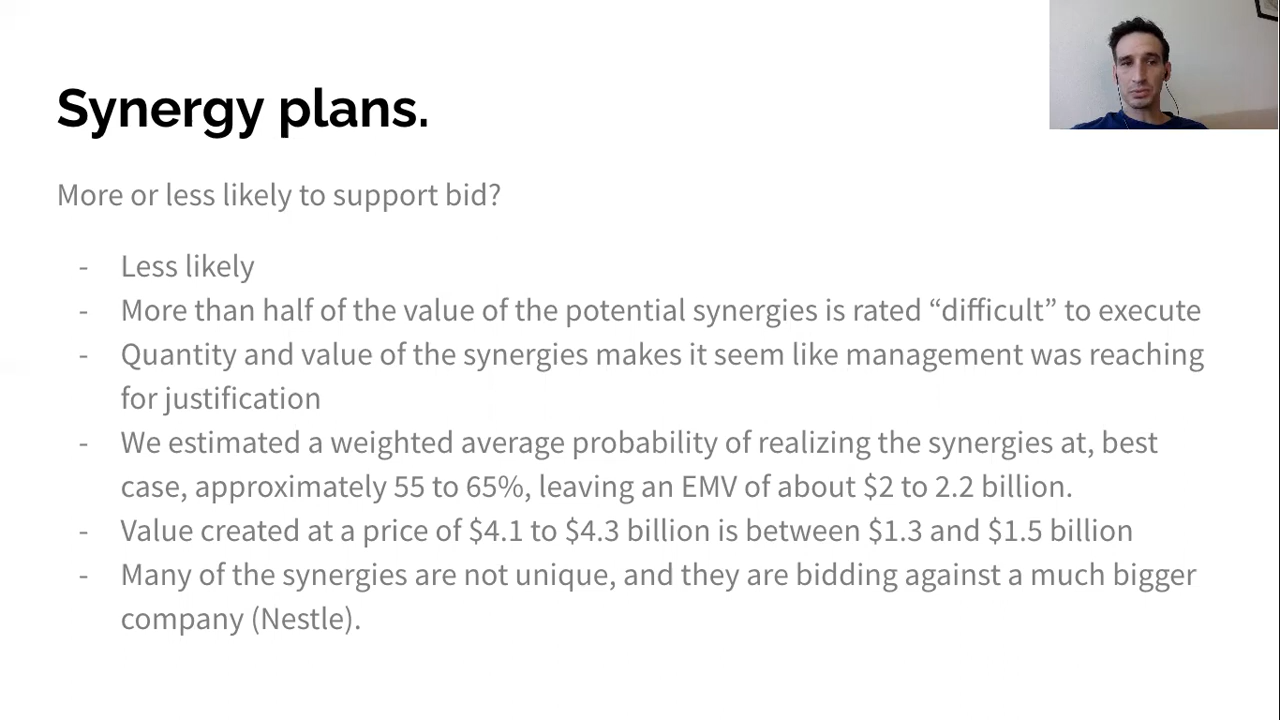 Synergy plans.
More or less likely to support bid?
- Less likely
- More than half of the value of the potential synergies is rated “difficult” to execute
- Quantity and value of the synergies makes it seem like management was reaching
for justification
- We estimated a weighted average probability of realizing the synergies at, best
case, approximately 55 to 65%, leaving an EMV of about $2 to 2.2 billion.
- Value created at a price of $4.1 to $4.3 billion is between $1.3 and $1.5 billion
- Many of the synergies are not unique, and they are bidding against a much bigger
company (Nestle).